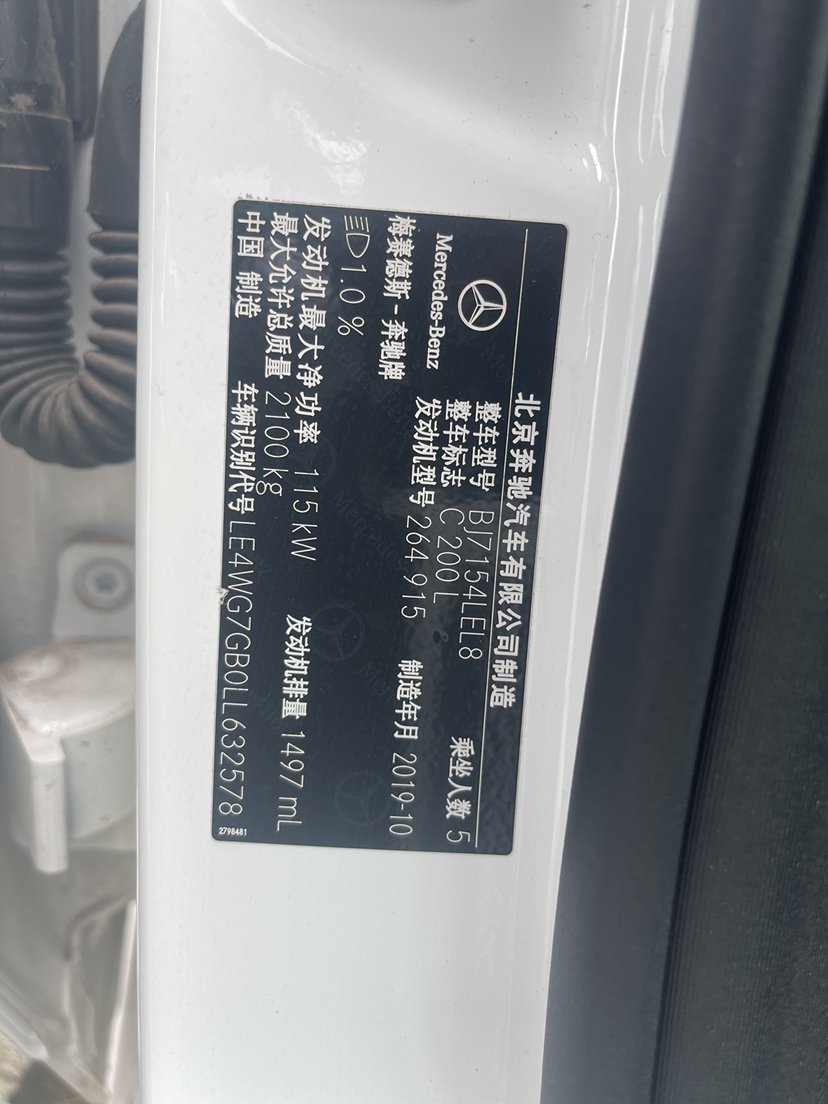 北京奔驰汽车有限公司制造
Mercedes-Benz
梅赛德斯-奔驰牌
整车型号 BJ7154LEL8
整车标志 C 200 L 乘坐人数 5
发动机型号 264 915 制造年月 2019-10
1.0 %
发动机最大净功率 115 kW 发动机排量 1497 mL
最大允许总质量 2100 kg
中国 制造 车辆识别代号 LE4WG7GB0LL632578
2798481